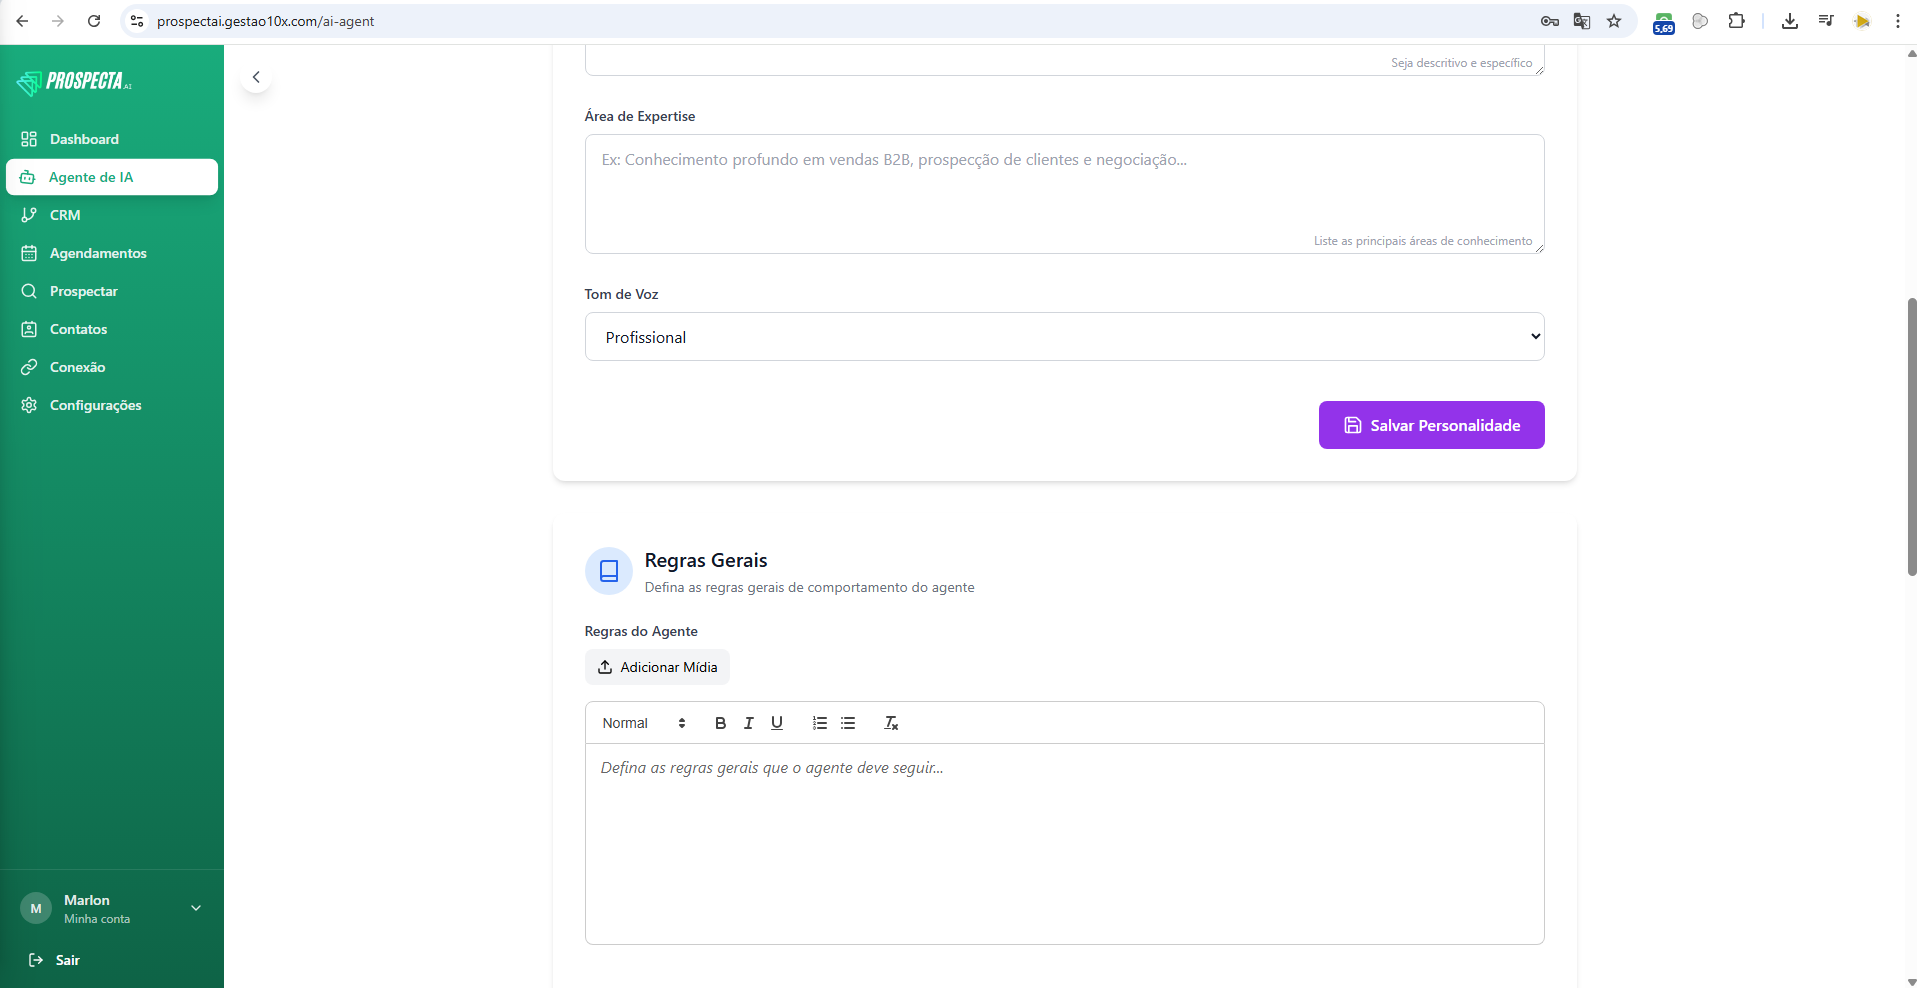 prospectai.gestao10x.com/ai-agent
5,69
PROSPECTA.AI
Dashboard
Agente de IA
CRM
Agendamentos
Prospectar
Contatos
Conexão
Configurações
M
Marlon
Minha conta
Sair
Seja descritivo e específico
Área de Expertise
Ex: Conhecimento profundo em vendas B2B, prospecção de clientes e negociação...
Liste as principais áreas de conhecimento
Tom de Voz
Profissional
Salvar Personalidade
Regras Gerais
Defina as regras gerais de comportamento do agente
Regras do Agente
Adicionar Mídia
Normal
Defina as regras gerais que o agente deve seguir...